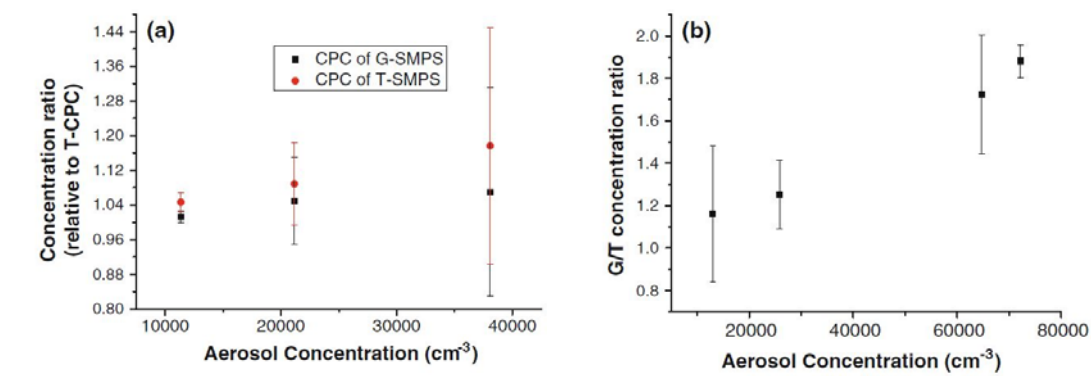 (a)
CPC of G-SMPS
CPC of T-SMPS
Concentration ratio
(relative to T-CPC)
1.44
1.36
1.28
1.20
1.12
1.04
0.96
0.88
0.80
10000 20000 30000 40000
Aerosol Concentration (cm-3)
(b)
G/T concentration ratio
2.0
1.8
1.6
1.4
1.2
1.0
0.8
20000 40000 60000 80000
Aerosol Concentration (cm-3)